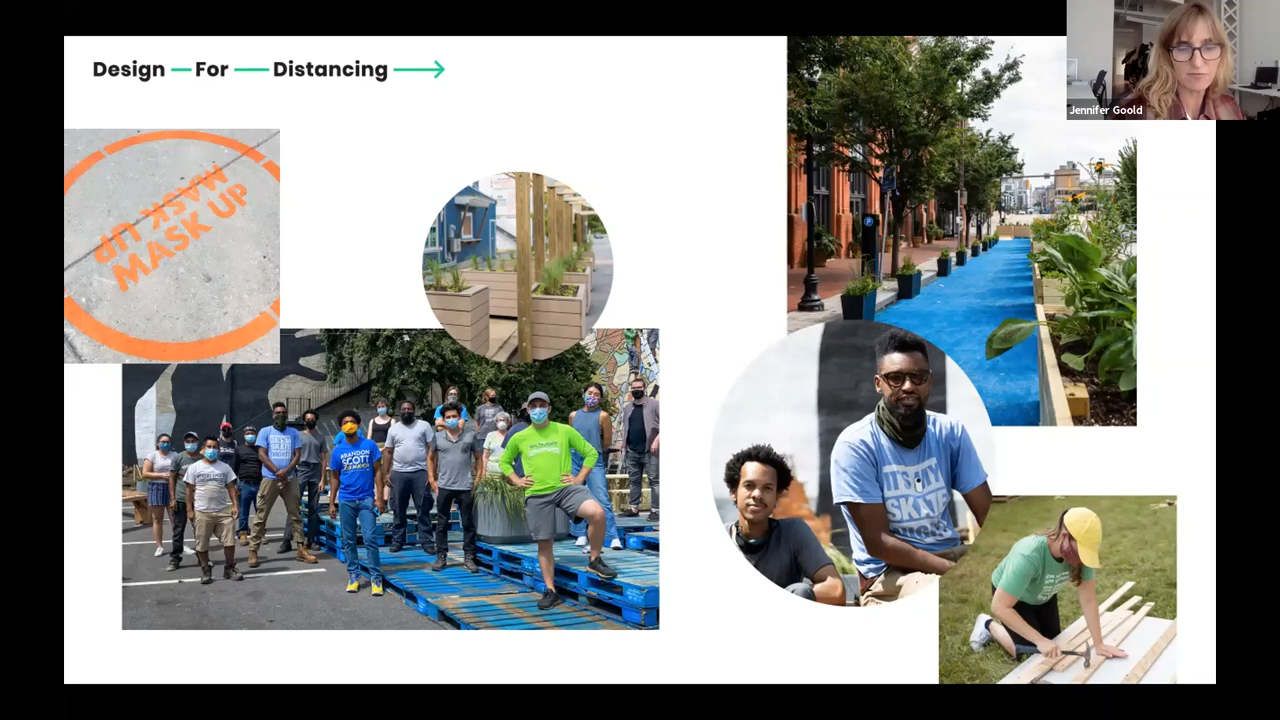 Design For Distancing
Jennifer Goold
MASK UP
MASK UP
P
BRANDON
SCOTT
SKATE